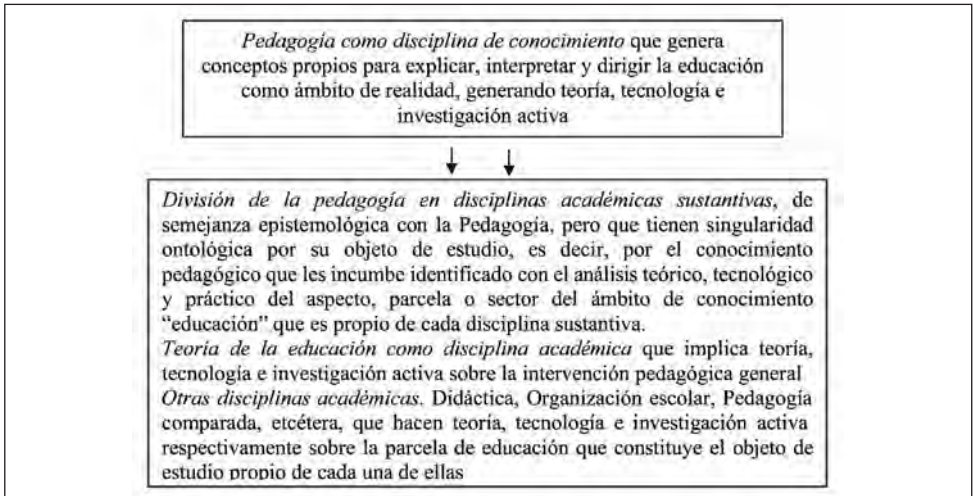 Pedagogía como disciplina de conocimiento que genera
conceptos propios para explicar, interpretar y dirigir la educación
como ámbito de realidad, generando teoría, tecnología e
investigación activa
División de la pedagogía en disciplinas académicas sustantivas, de
semejanza epistemológica con la Pedagogía, pero que tienen singularidad
ontológica por su objeto de estudio, es decir, por el conocimiento
pedagógico que les incumbe identificado con el análisis teórico, tecnológico
y práctico del aspecto, parcela o sector del ámbito de conocimiento
“educación” que es propio de cada disciplina sustantiva.
Teoría de la educación como disciplina académica que implica teoría,
tecnología e investigación activa sobre la intervención pedagógica general
Otras disciplinas académicas. Didáctica, Organización escolar, Pedagogía
comparada, etcétera, que hacen teoría, tecnología e investigación activa
respectivamente sobre la parcela de educación que constituye el objeto de
estudio propio de cada una de ellas